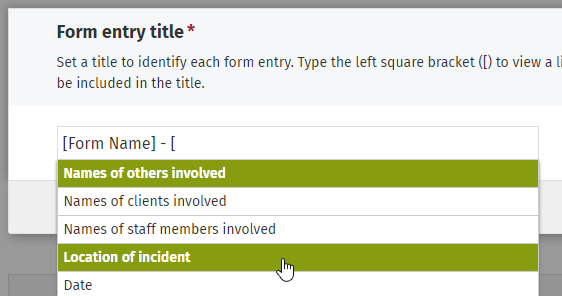 Form entry title *
Set a title to identify each form entry. Type the left square bracket ([) to view a
be included in the title.
[Form Name] - [
Names of others involved
Names of clients involved
Names of staff members involved
Location of incident
Date